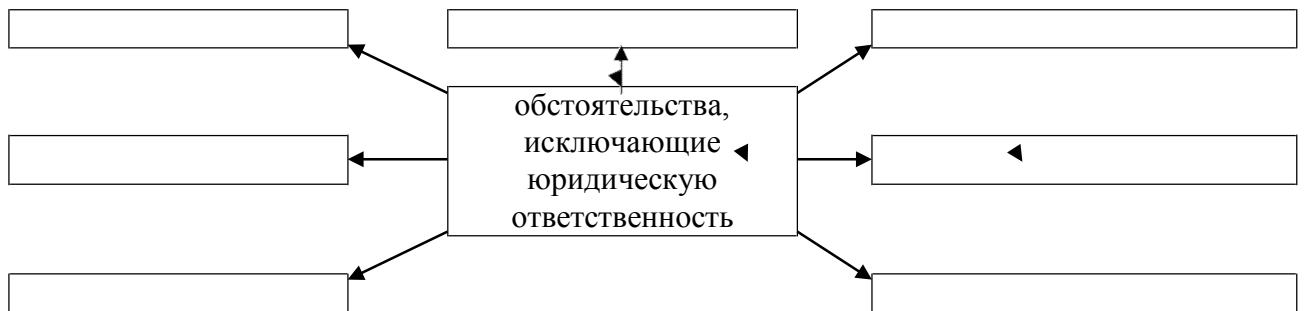 обстоятельства,
исключающие
юридическую
ответственность